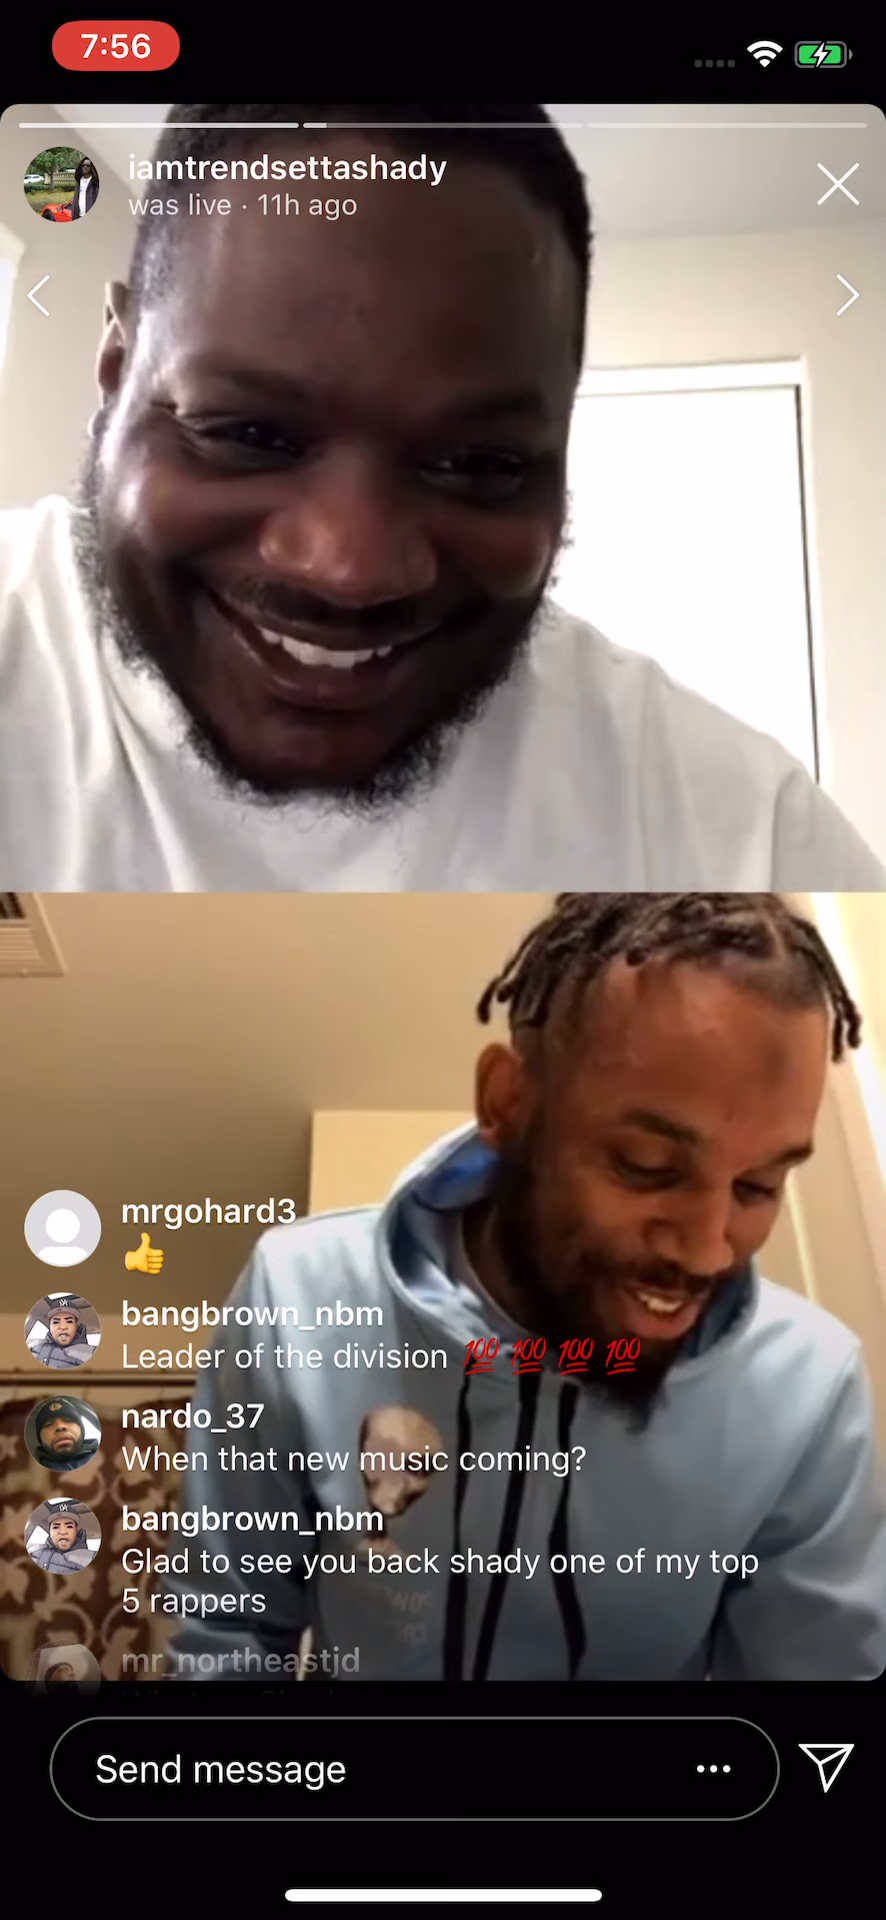 7:56
iamtrendsettashady
was live · 11h ago
mrgohard3
👍
bangbrown_nbm
Leader of the division 💯 💯 💯 💯
nardo_37
When that new music coming?
bangbrown_nbm
Glad to see you back shady one of my top
5 rappers
mr_northeastjd
Send message